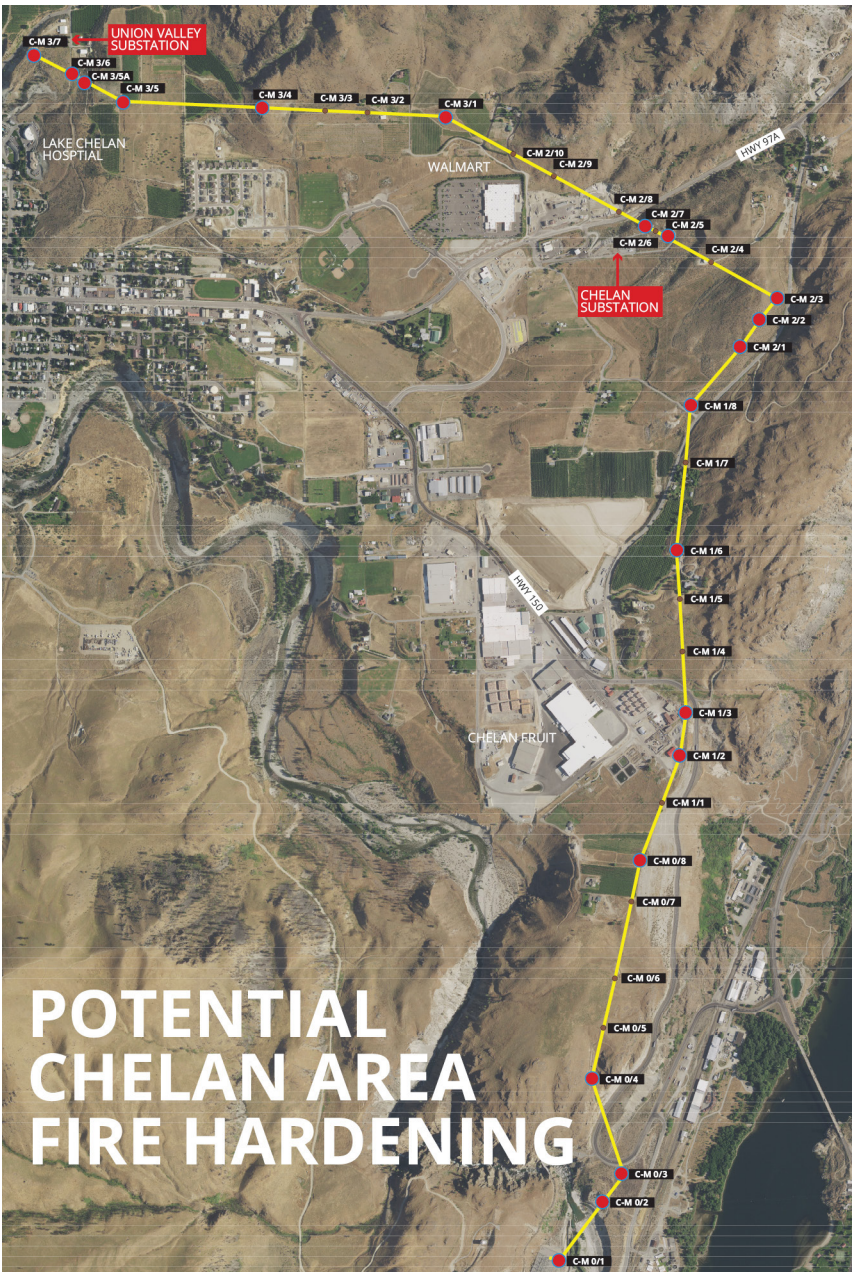 UNION VALLEY
SUBSTATION
C-M 3/7
C-M 3/6
C-M 3/5A
C-M 3/5
C-M 3/4
C-M 3/3
C-M 3/2
C-M 3/1
LAKE CHELAN
HOSPTIAL
WALMART
HWY 97A
C-M 2/10
C-M 2/9
C-M 2/8
C-M 2/7
C-M 2/5
C-M 2/6
C-M 2/4
CHELAN
SUBSTATION
C-M 2/3
C-M 2/2
C-M 2/1
C-M 1/8
C-M 1/7
C-M 1/6
HWY 150
C-M 1/5
C-M 1/4
C-M 1/3
CHELAN FRUIT
C-M 1/2
C-M 1/1
C-M 0/8
C-M 0/7
C-M 0/6
POTENTIAL
CHELAN AREA
FIRE HARDENING
C-M 0/5
C-M 0/4
C-M 0/3
C-M 0/2
C-M 0/1